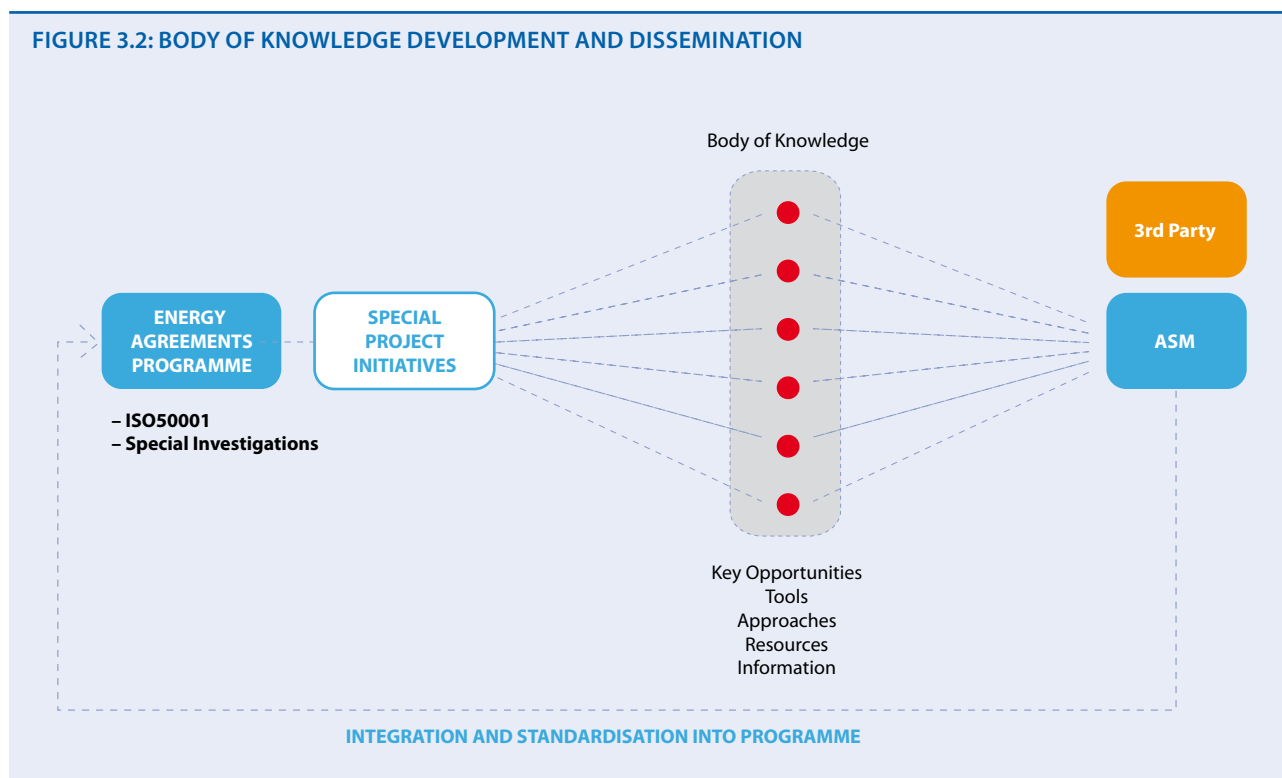 FIGURE 3.2: BODY OF KNOWLEDGE DEVELOPMENT AND DISSEMINATION
Body of Knowledge
3rd Party
ENERGY
AGREEMENTS
PROGRAMME
SPECIAL
PROJECT
INITIATIVES
ASM
– ISO50001
– Special Investigations
Key Opportunities
Tools
Approaches
Resources
Information
INTEGRATION AND STANDARDISATION INTO PROGRAMME